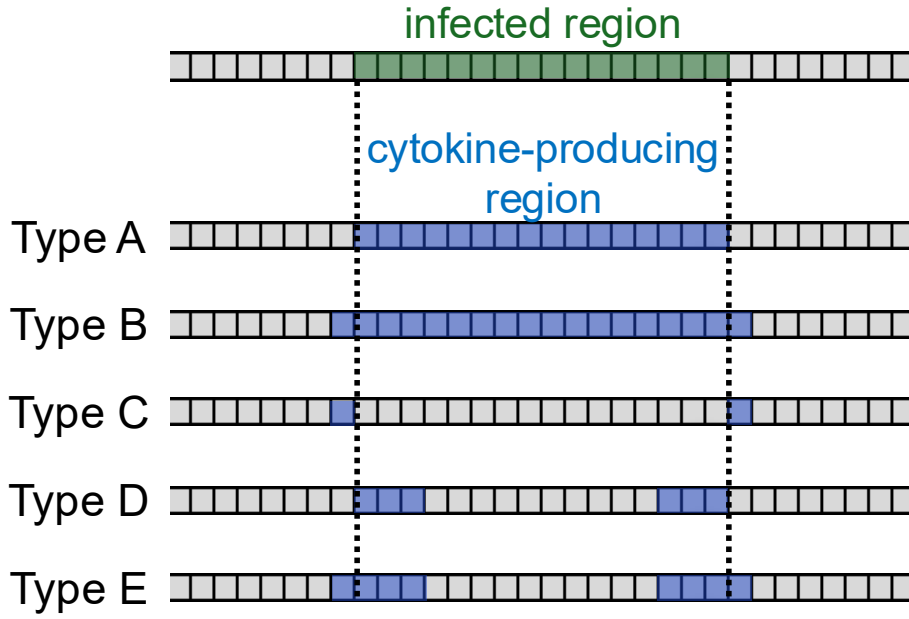 infected region
cytokine-producing
region
Type A
Type B
Type C
Type D
Type E